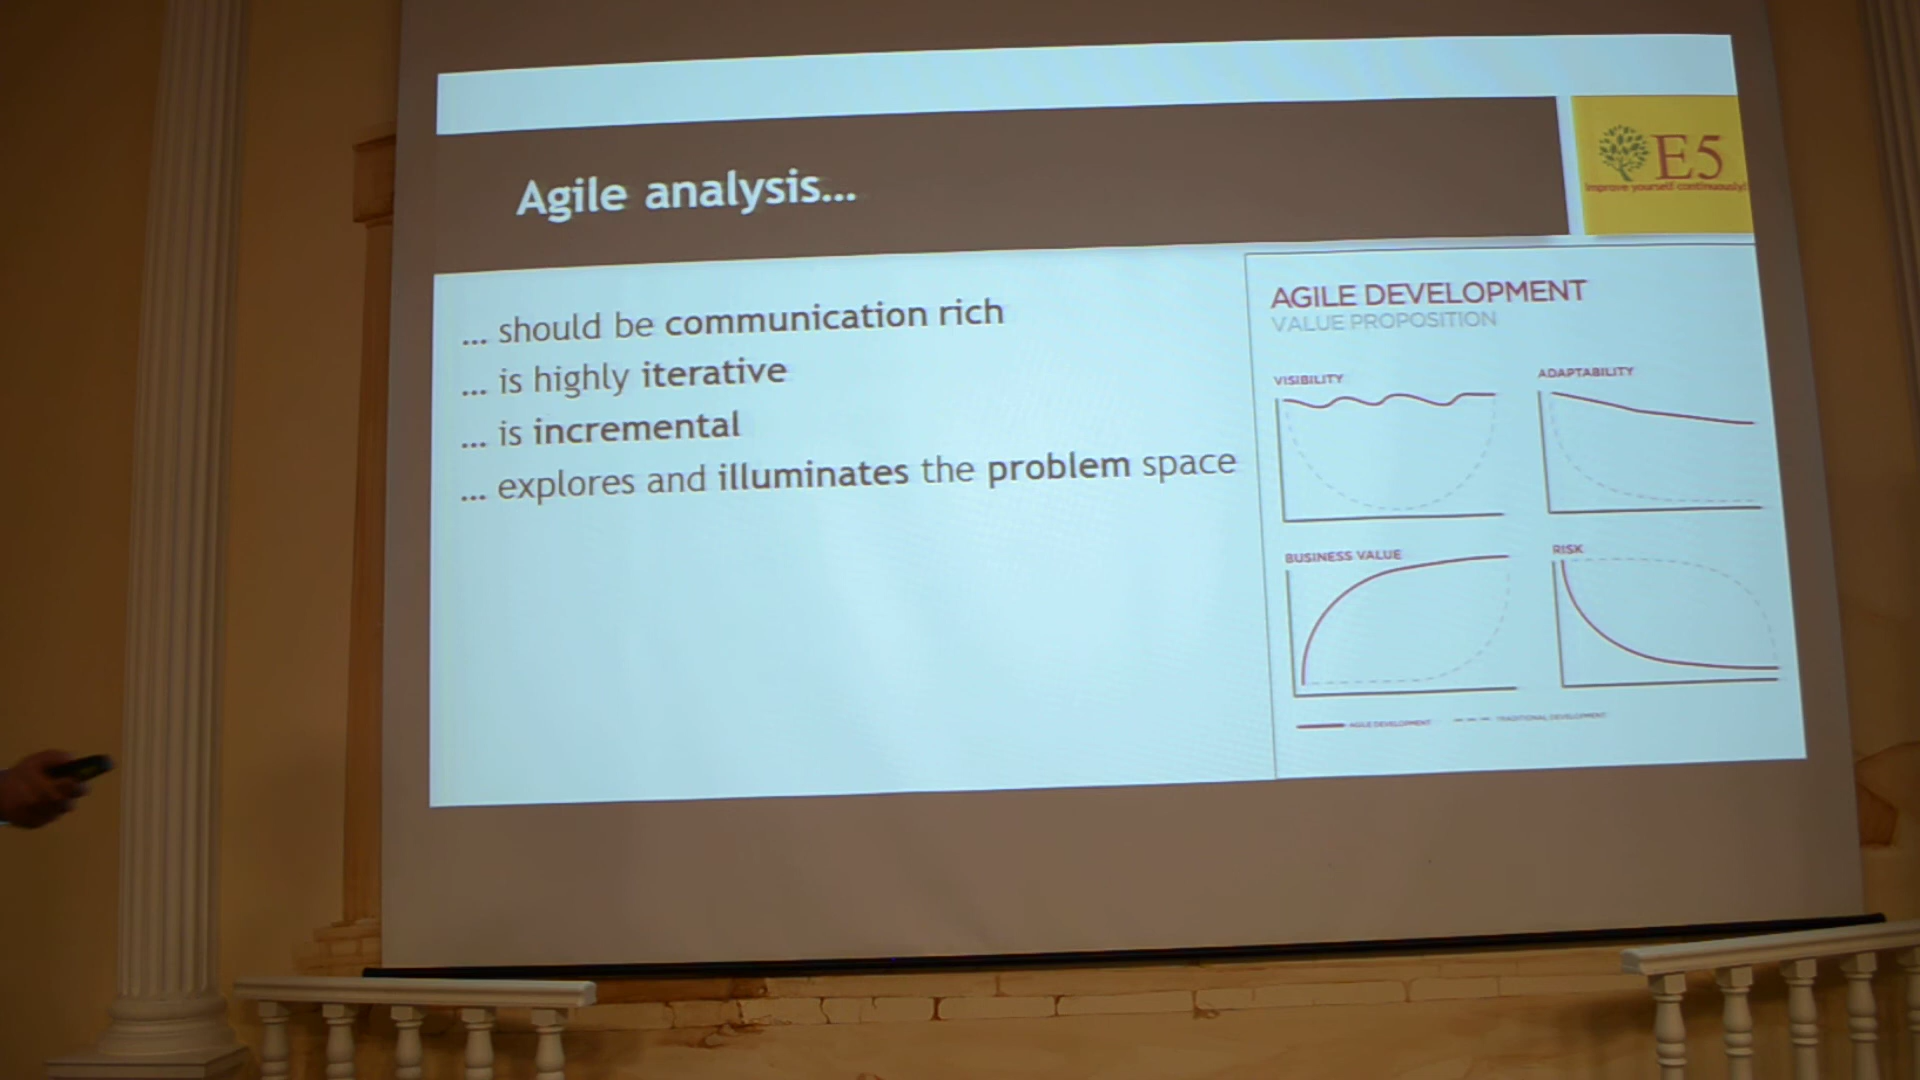 Agile analysis...
E5
Improve yourself continuously!
... should be communication rich
... is highly iterative
... is incremental
... explores and illuminates the problem space
AGILE DEVELOPMENT
VALUE PROPOSITION
VISIBILITY
ADAPTABILITY
BUSINESS VALUE
RISK
AGILE DEVELOPMENT
TRADITIONAL DEVELOPMENT